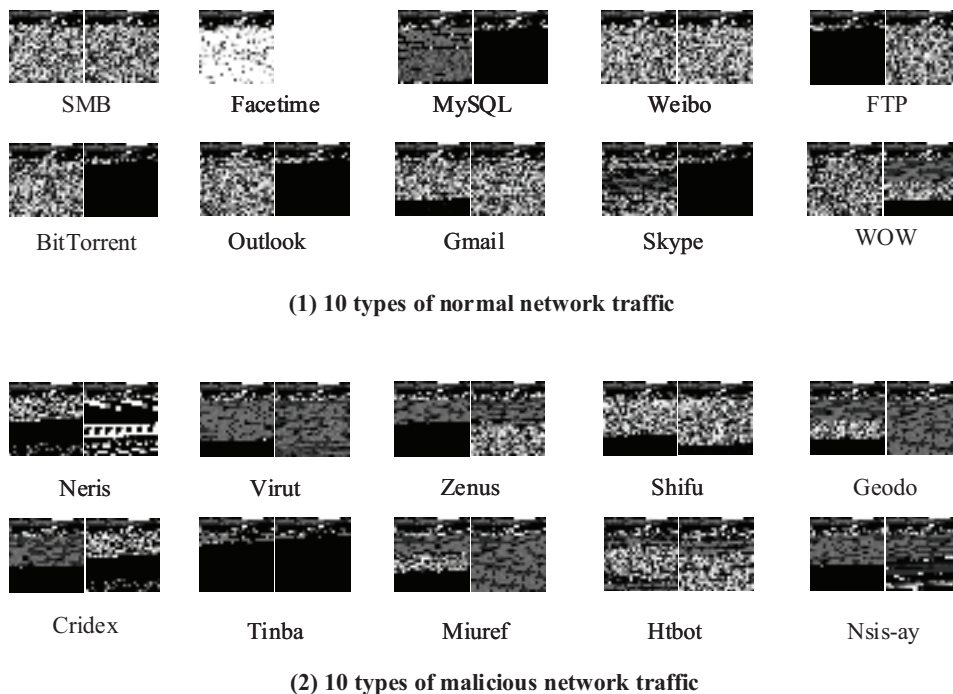 SMB Facetime MySQL Weibo FTP
BitTorrent Outlook Gmail Skype WOW
(1) 10 types of normal network traffic
Neris Virut Zenus Shifu Geodo
Cridex Tinba Miuref Htbot Nsis-ay
(2) 10 types of malicious network traffic